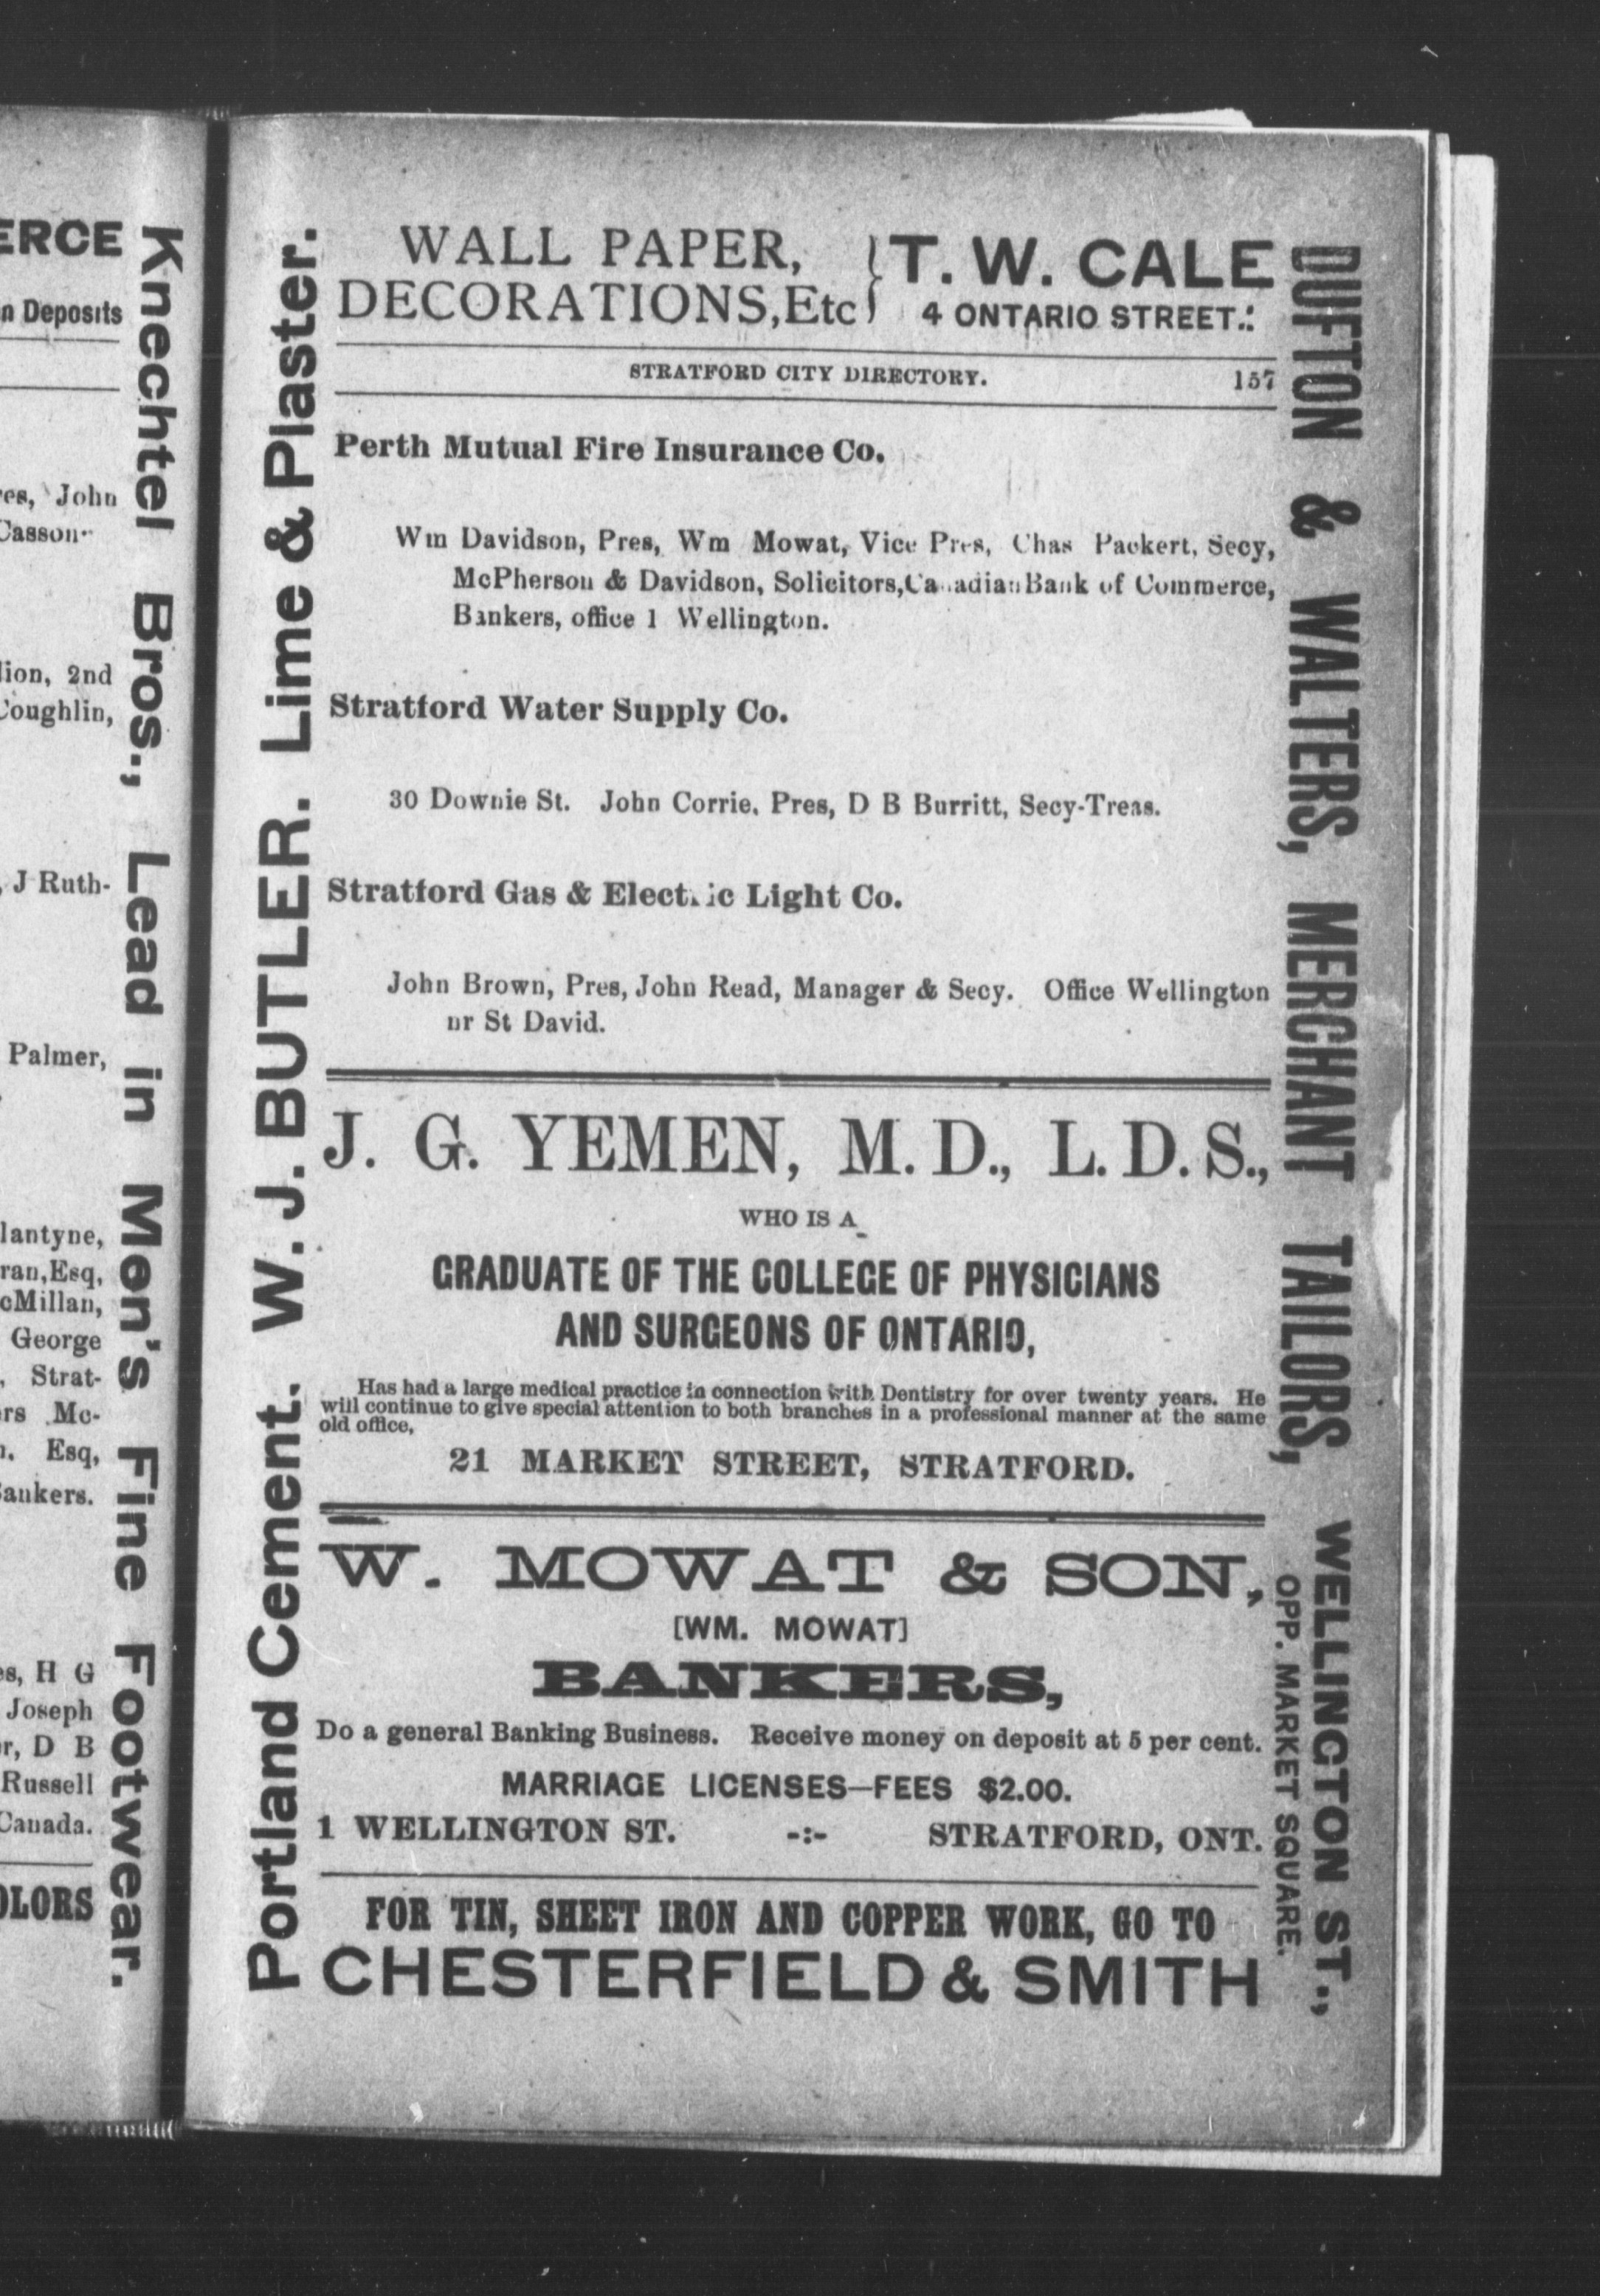 ERCE
n Deposits
es, John
Casson-
lion, 2nd
Coughlin,
, J Ruth-
Palmer,
lantyne,
ran, Esq,
cMillan,
George
, Strat-
rs Mc-
Esq,
ankers.
es, H G
Joseph
r, D B
Russell
Canada.
OLORS
Knechtel Bros., Lead in Men's Fine Footwear.
Portland Cement. W. J. BUTLER. Lime & Plaster.
WALL PAPER,
DECORATIONS, Etc
T. W. CALE
4 ONTARIO STREET.:
STRATFORD CITY DIRECTORY. 157
Perth Mutual Fire Insurance Co.
Wm Davidson, Pres, Wm Mowat, Vice Pres, Chas Packert, Secy,
McPherson & Davidson, Solicitors, Canadian Bank of Commerce,
Bankers, office 1 Wellington.
Stratford Water Supply Co.
30 Downie St. John Corrie, Pres, D B Burritt, Secy-Treas.
Stratford Gas & Electric Light Co.
John Brown, Pres, John Read, Manager & Secy. Office Wellington
nr St David.
J. G. YEMEN, M. D., L. D. S.,
WHO IS A
GRADUATE OF THE COLLEGE OF PHYSICIANS
AND SURGEONS OF ONTARIO,
Has had a large medical practice in connection with Dentistry for over twenty years. He
will continue to give special attention to both branches in a professional manner at the same
old office,
21 MARKET STREET, STRATFORD.
W. MOWAT & SON,
[WM. MOWAT]
BANKERS,
Do a general Banking Business. Receive money on deposit at 5 per cent.
MARRIAGE LICENSES—FEES $2.00.
1 WELLINGTON ST. -:- STRATFORD, ONT.
FOR TIN, SHEET IRON AND COPPER WORK, GO TO
CHESTERFIELD & SMITH
DUFTON & WALTERS, MERCHANT TAILORS, WELLINGTON ST.,
OPP. MARKET SQUARE.